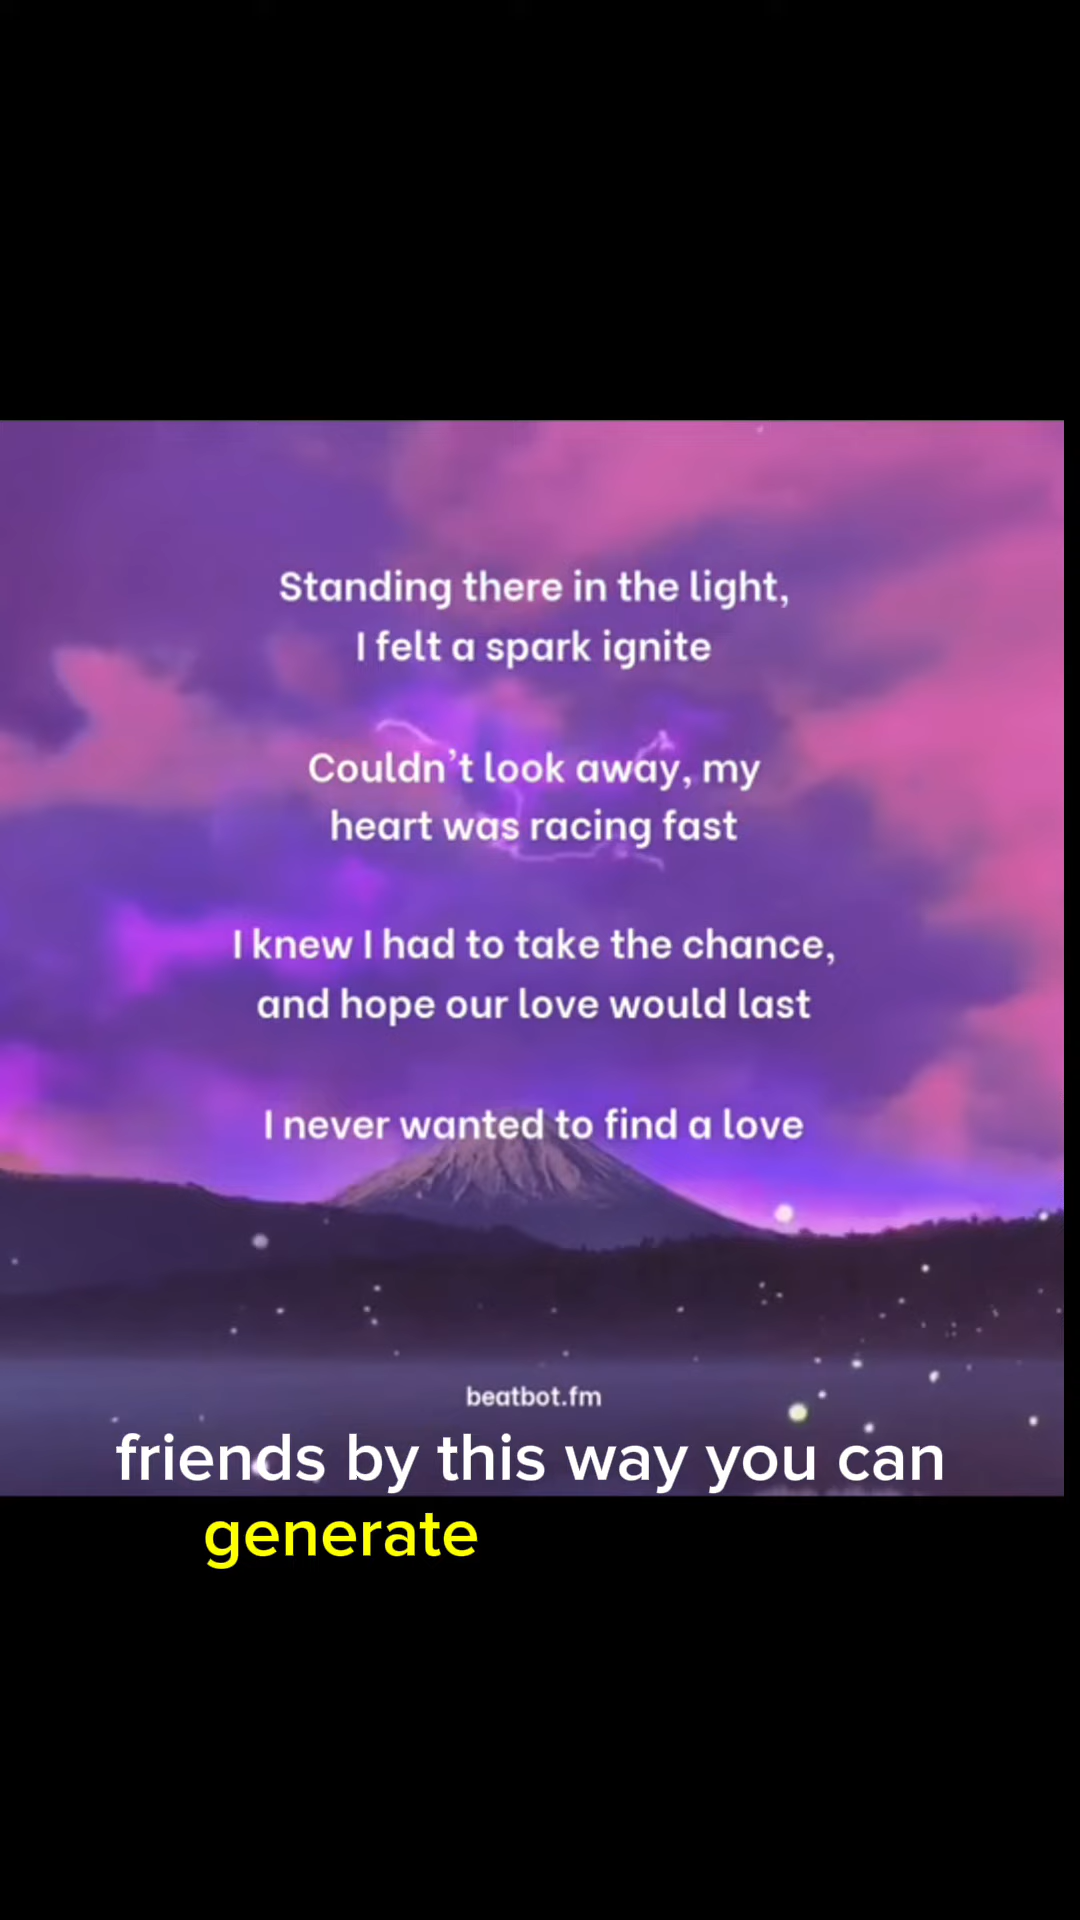 Standing there in the light,
I felt a spark ignite
Couldn't look away, my
heart was racing fast
I knew I had to take the chance,
and hope our love would last
I never wanted to find a love
beatbot.fm
friends by this way you can
generate